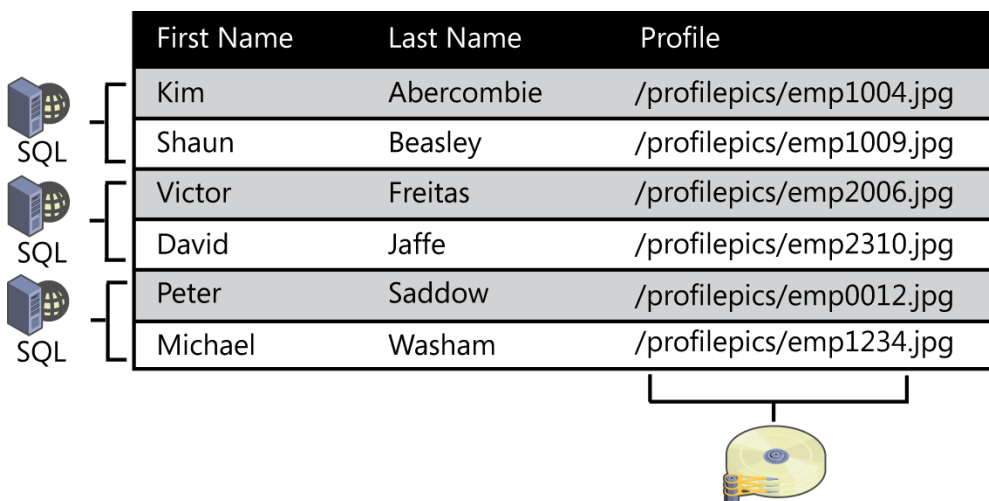 First Name Last Name Profile
Kim Abercombie /profilepics/emp1004.jpg
Shaun Beasley /profilepics/emp1009.jpg
SQL
Victor Freitas /profilepics/emp2006.jpg
David Jaffe /profilepics/emp2310.jpg
SQL
Peter Saddow /profilepics/emp0012.jpg
Michael Washam /profilepics/emp1234.jpg
SQL